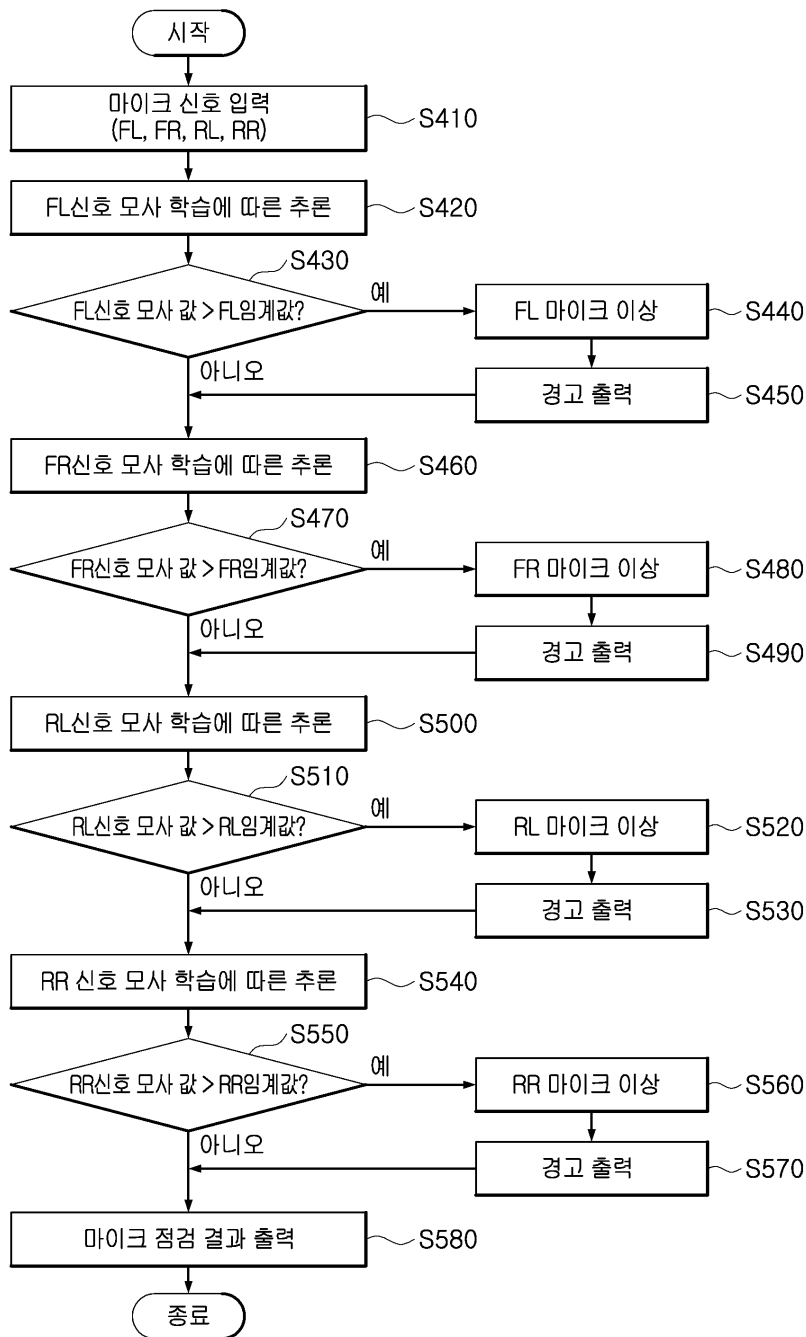 시작
마이크 신호 입력
(FL, FR, RL, RR)
S410
FL신호 모사 학습에 따른 추론
S420
S430
FL신호 모사 값 > FL임계값?
예
FL 마이크 이상
S440
아니오
경고 출력
S450
FR신호 모사 학습에 따른 추론
S460
S470
FR신호 모사 값 > FR임계값?
예
FR 마이크 이상
S480
아니오
경고 출력
S490
RL신호 모사 학습에 따른 추론
S500
S510
RL신호 모사 값 > RL임계값?
예
RL 마이크 이상
S520
아니오
경고 출력
S530
RR 신호 모사 학습에 따른 추론
S540
S550
RR신호 모사 값 > RR임계값?
예
RR 마이크 이상
S560
아니오
경고 출력
S570
마이크 점검 결과 출력
S580
종료